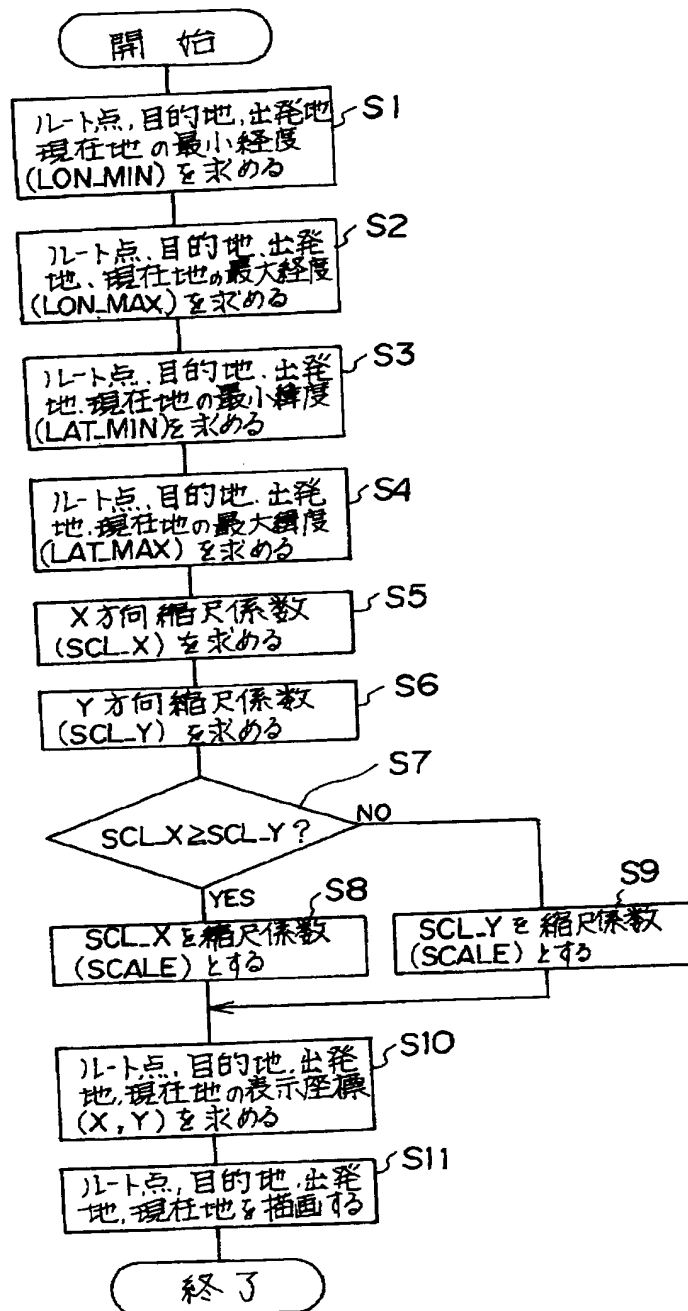 開始
ルート点,目的地,出発地
現在地の最小経度
(LON_MIN)を求める
S1
ルート点.目的地.出発
地、現在地の最大経度
(LON_MAX)を求める
S2
ルート点.目的地.出発
地.現在地の最小緯度
(LAT_MIN)を求める
S3
ルート点,目的地.出発
地.現在地の最大緯度
(LAT_MAX)を求める
S4
X方向縮尺係数
(SCL_X)を求める
S5
Y方向縮尺係数
(SCL_Y)を求める
S6
S7
SCL_X≥SCL_Y?
NO
YES
S8
SCL_Xを縮尺係数
(SCALE)とする
S9
SCL_Yを縮尺係数
(SCALE)とする
ルート点,目的地.出発
地,現在地の表示座標
(X,Y)を求める
S10
ルート点,目的地.出発
地,現在地を描画する
S11
終了